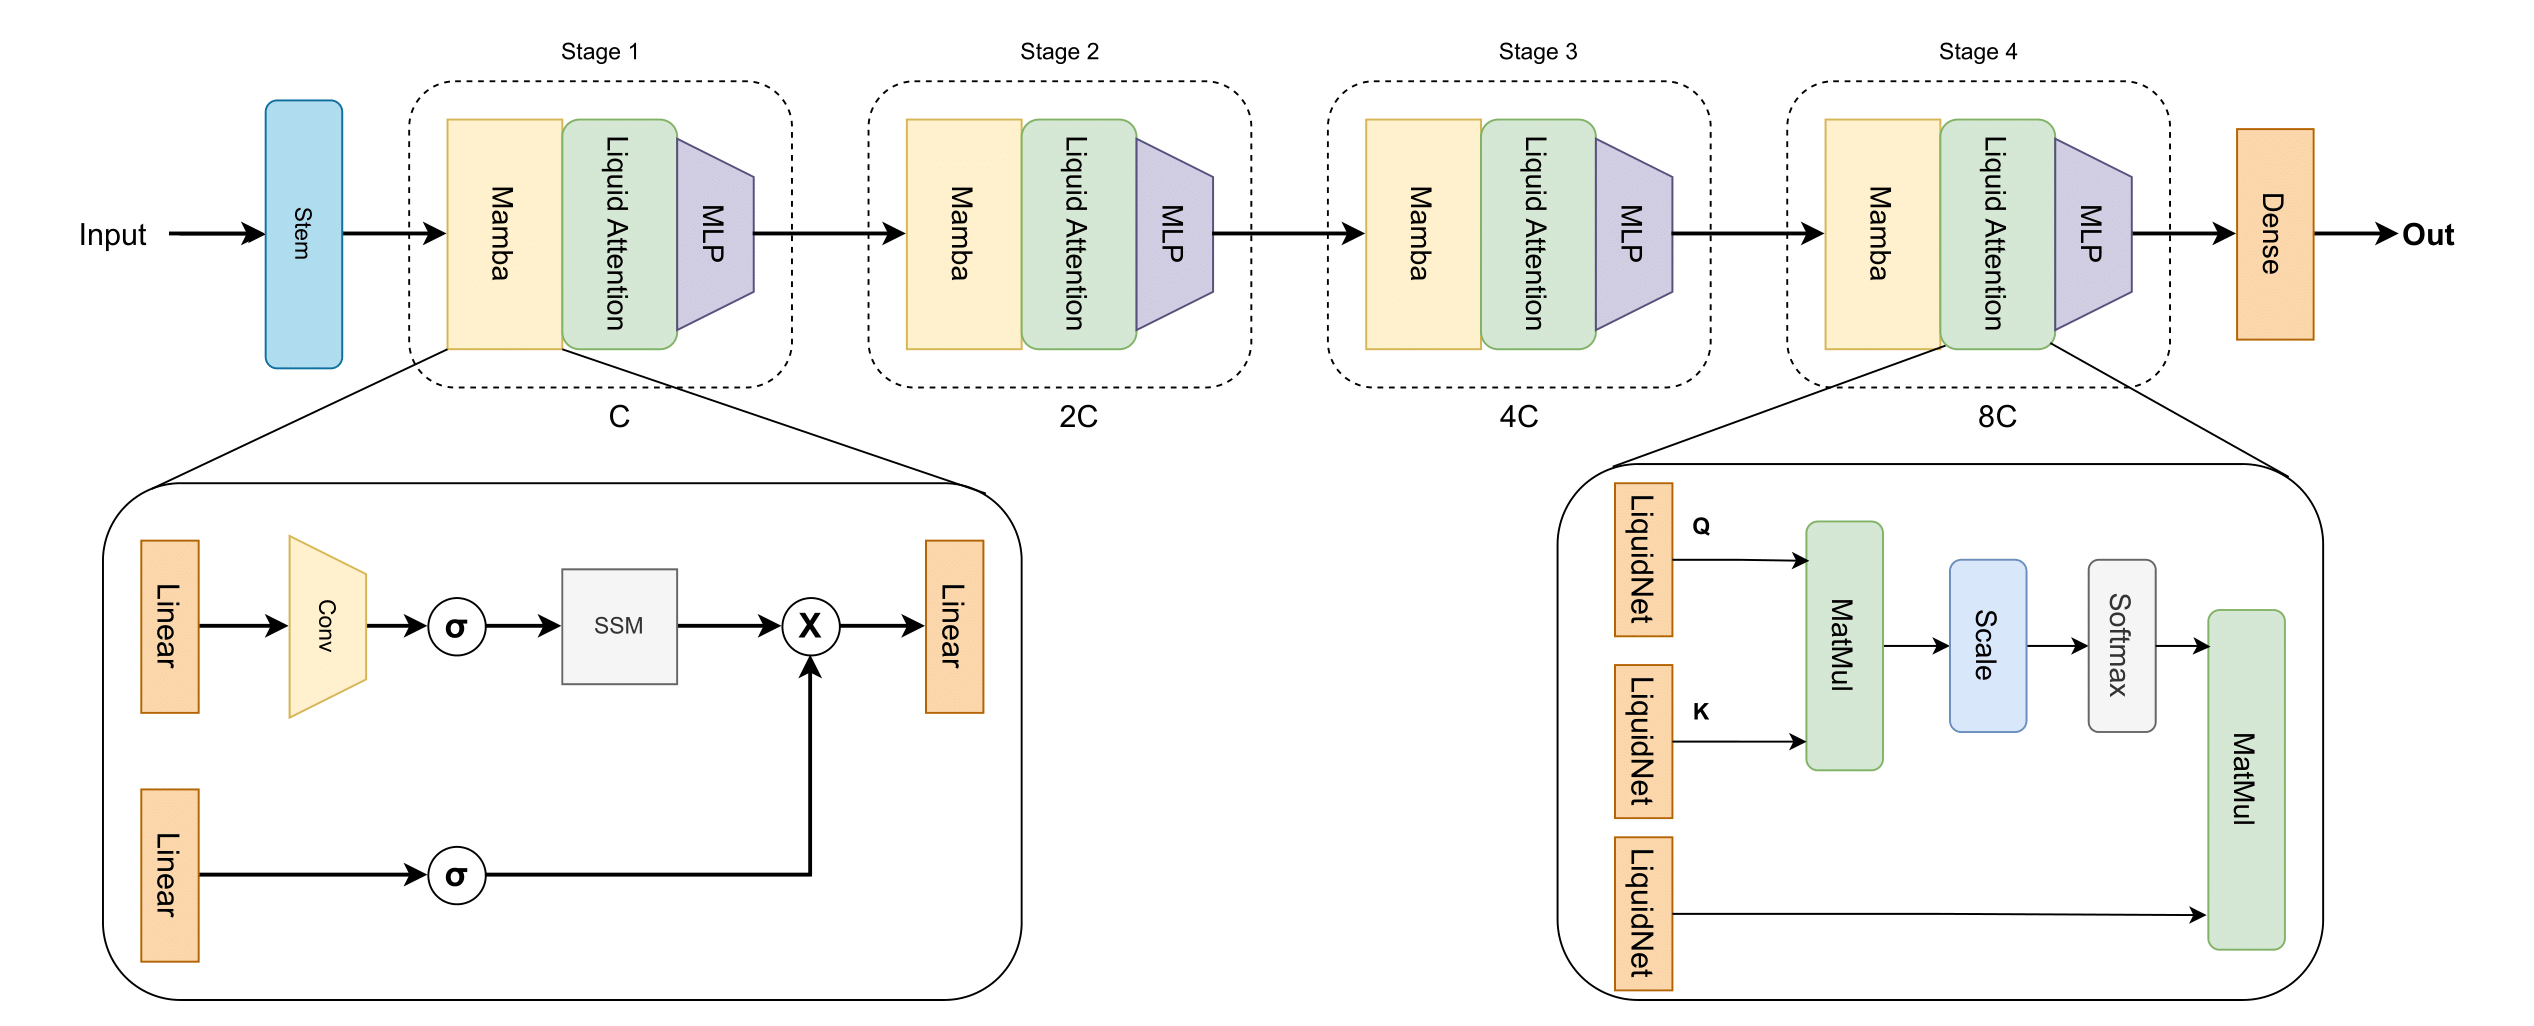 Stage 1
Stage 2
Stage 3
Stage 4
Input
Stem
Mamba
Liquid Attention
MLP
Mamba
Liquid Attention
MLP
Mamba
Liquid Attention
MLP
Mamba
Liquid Attention
MLP
Dense
Out
C
2C
4C
8C
Linear
Conv
σ
SSM
X
Linear
Linear
σ
LiquidNet
Q
LiquidNet
K
LiquidNet
MatMul
Scale
Softmax
MatMul